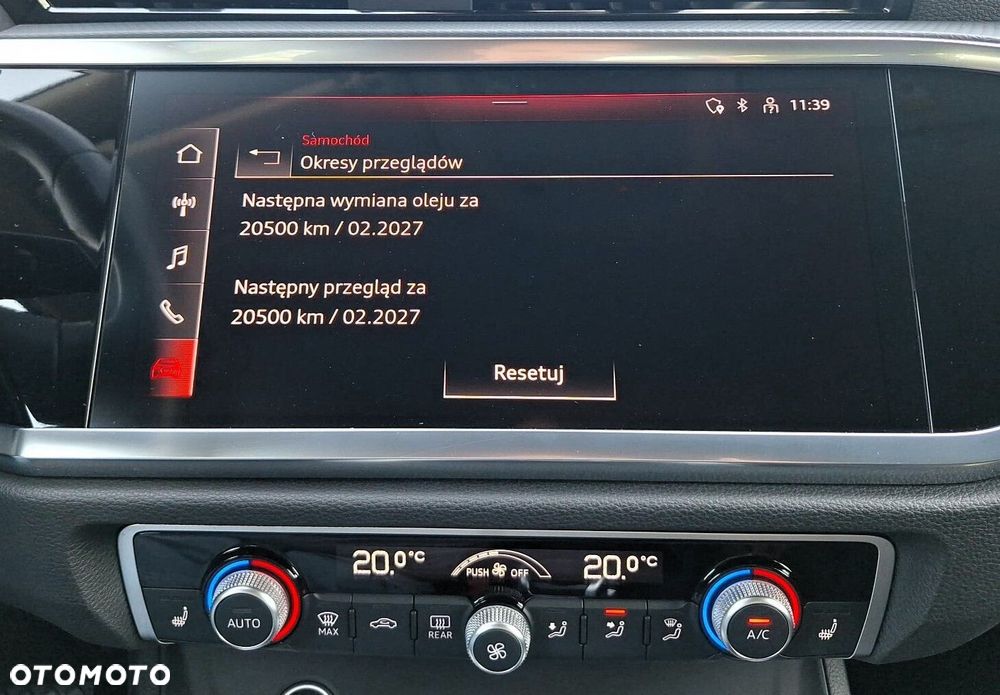 11:39
Samochód
Okresy przeglądów
Następna wymiana oleju za
20500 km / 02.2027
Następny przegląd za
20500 km / 02.2027
Resetuj
20.0°C
PUSH OFF
20.0°C
AUTO
MAX
REAR
A/C
OTOMOTO